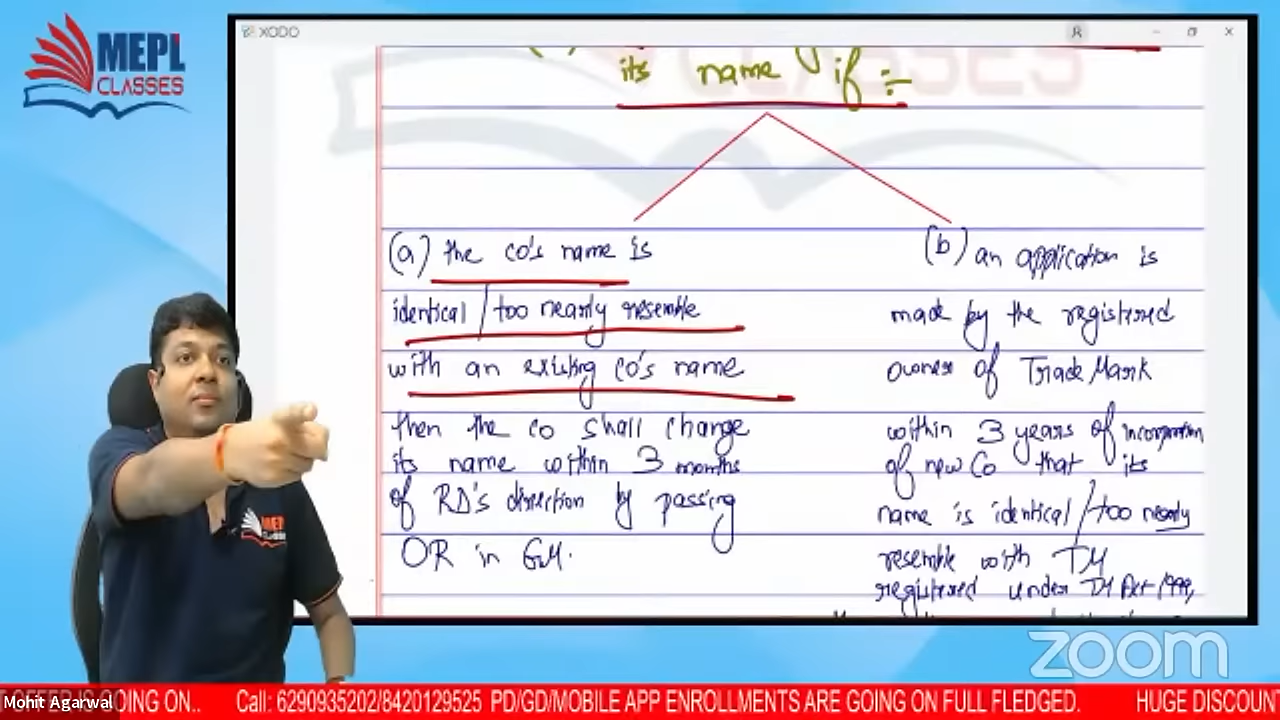 MEPL
CLASSES
XODO
its name if :-
(a) the co's name is
identical / too nearly resemble
with an existing co's name
then the co shall change
its name within 3 months
of RD's direction by passing
OR in GM.
(b) an application is
made by the registered
owner of Trade Mark
within 3 years of incorporation
of new Co that its
name is identical / too nearly
resemble with TM
registered under TM Act 1999,
MEPL
CLASSES
zoom
Mohit Agarwal
OFFER IS GOING ON.. Call: 6290935202/8420129525 PD/GD/MOBILE APP ENROLLMENTS ARE GOING ON FULL FLEDGED. HUGE DISCOUN